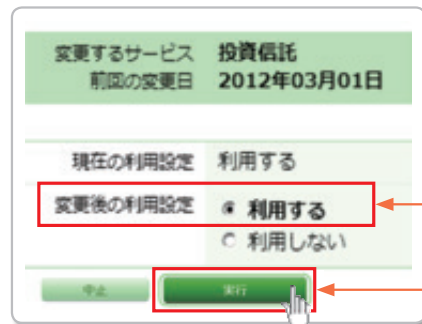 変更するサービス 投資信託
前回の変更日 2012年03月01日
現在の利用設定 利用する
変更後の利用設定 利用する
利用しない
中止 実行